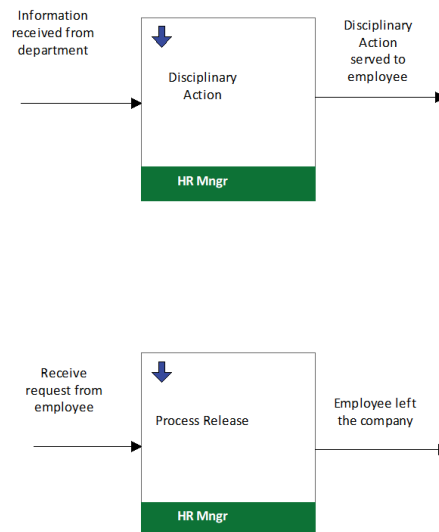 Information
received from
department
Disciplinary
Action
HR Mngr
Disciplinary
Action
served to
employee
Receive
request from
employee
Process Release
HR Mngr
Employee left
the company